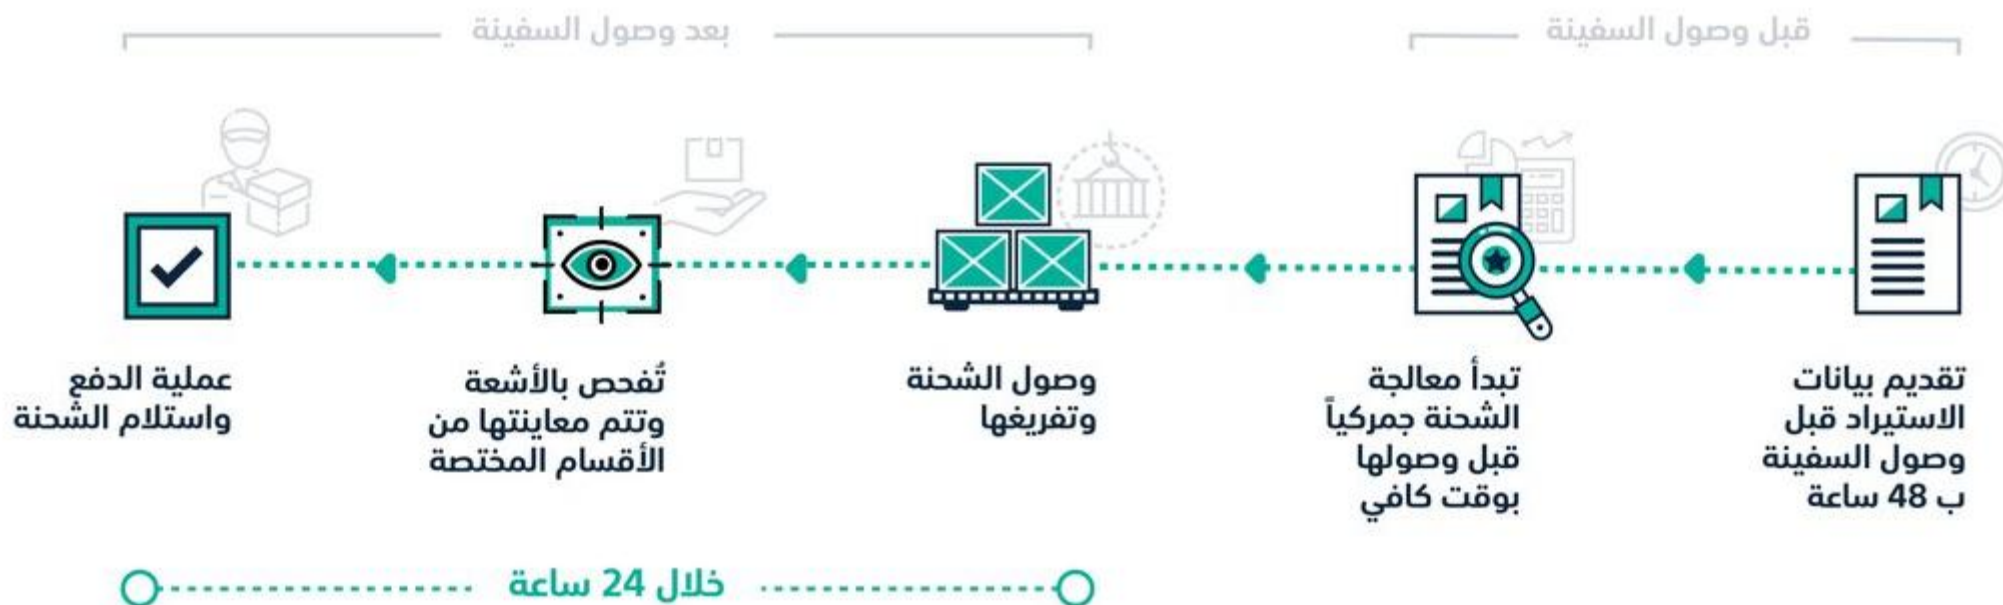 قبل وصول السفينة
بعد وصول السفينة
تقديم بيانات
الاستيراد قبل
وصول السفينة
ب 48 ساعة
تبدأ معالجة
الشحنة جمركياً
قبل وصولها
بوقت كافي
وصول الشحنة
وتفريغها
تُفحص بالأشعة
وتتم معاينتها من
الأقسام المختصة
عملية الدفع
واستلام الشحنة
خلال 24 ساعة